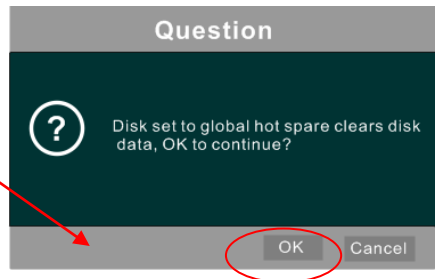 Question
?
Disk set to global hot spare clears disk
data, OK to continue?
OK Cancel